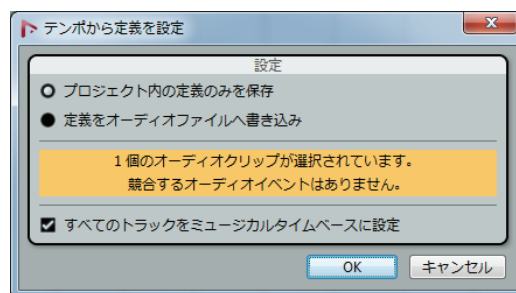 テンポから定義を設定
設定
プロジェクト内の定義のみを保存
定義をオーディオファイルへ書き込み
1個のオーディオクリップが選択されています。
競合するオーディオイベントはありません。
すべてのトラックをミュージカルタイムベースに設定
OK キャンセル